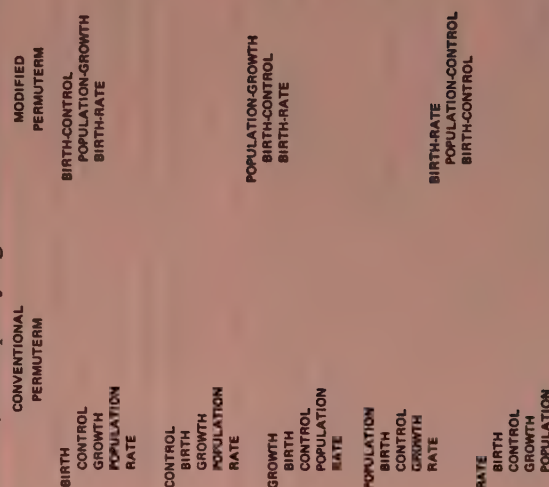 CONVENTIONAL
PERMUTERM
BIRTH
CONTROL
GROWTH
POPULATION
RATE
CONTROL
BIRTH
GROWTH
POPULATION
RATE
GROWTH
BIRTH
CONTROL
POPULATION
RATE
POPULATION
BIRTH
CONTROL
GROWTH
RATE
RATE
BIRTH
CONTROL
GROWTH
POPULATION
MODIFIED
PERMUTERM
BIRTH-CONTROL
POPULATION-GROWTH
BIRTH-RATE
POPULATION-GROWTH
BIRTH-CONTROL
BIRTH-RATE
BIRTH-RATE
POPULATION-CONTROL
BIRTH-CONTROL